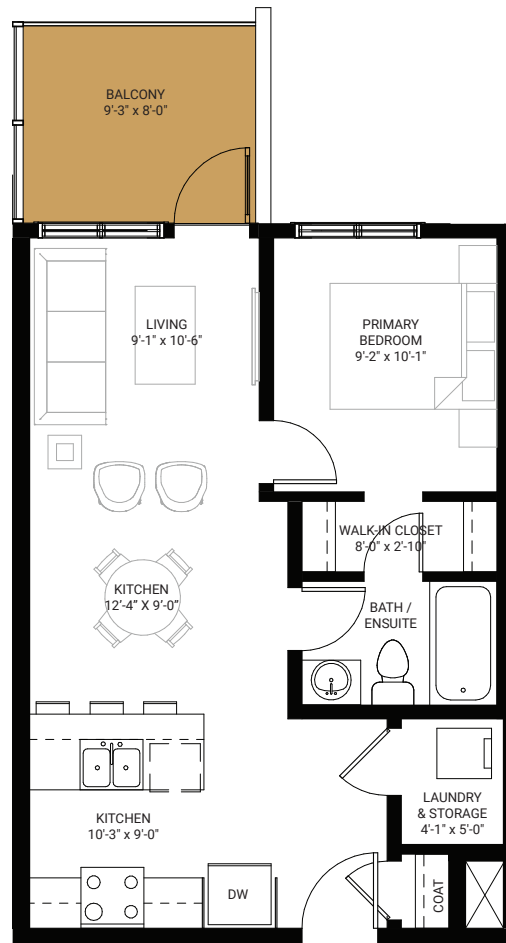 BALCONY
9'-3" x 8'-0"
LIVING
9'-1" x 10'-6"
PRIMARY
BEDROOM
9'-2" x 10'-1"
WALK-IN CLOSET
8'-0" x 2'-10"
KITCHEN
12'-4” X 9'-0”
BATH /
ENSUITE
LAUNDRY
& STORAGE
4'-1" x 5'-0"
KITCHEN
10'-3" x 9'-0"
DW
COAT